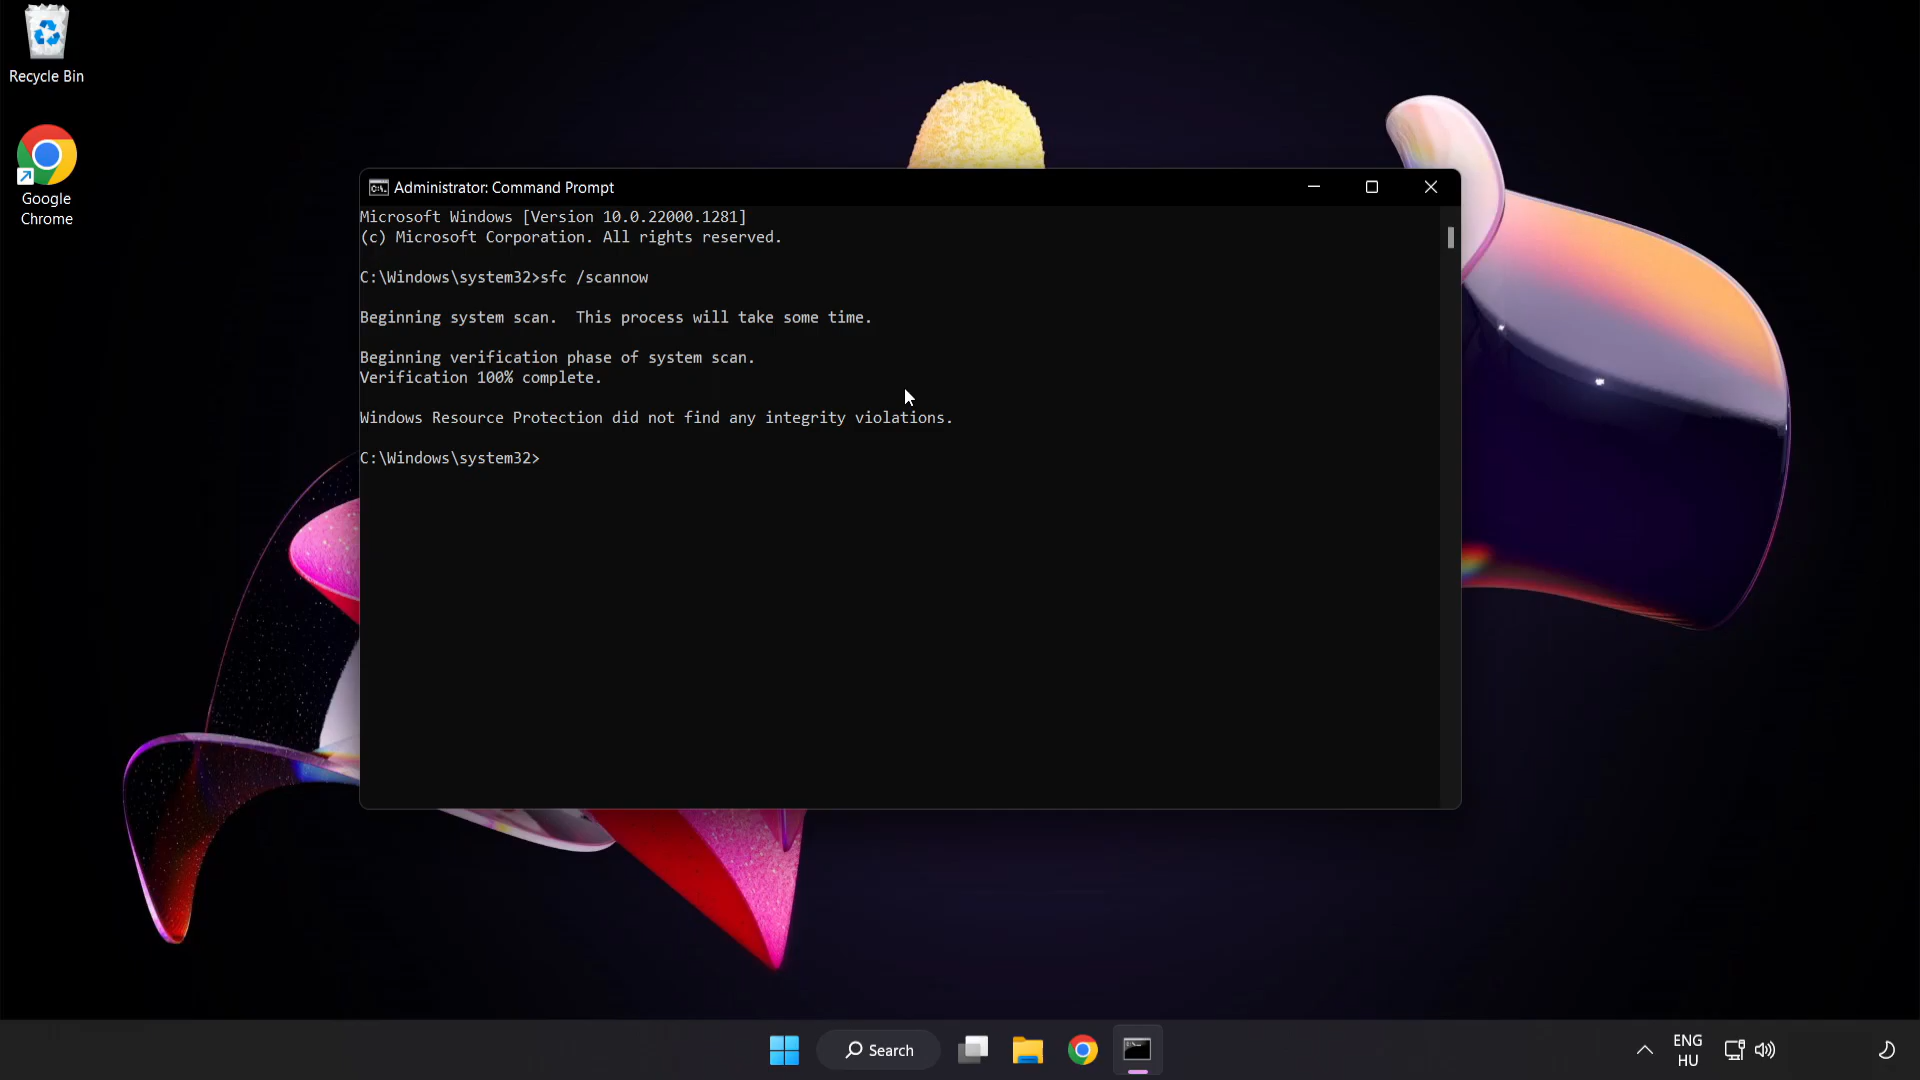 Recycle Bin
Google
Chrome
Administrator: Command Prompt
Microsoft Windows [Version 10.0.22000.1281]
(c) Microsoft Corporation. All rights reserved.
C:\Windows\system32>sfc /scannow
Beginning system scan.  This process will take some time.
Beginning verification phase of system scan.
Verification 100% complete.
Windows Resource Protection did not find any integrity violations.
C:\Windows\system32>
Search
ENG
HU